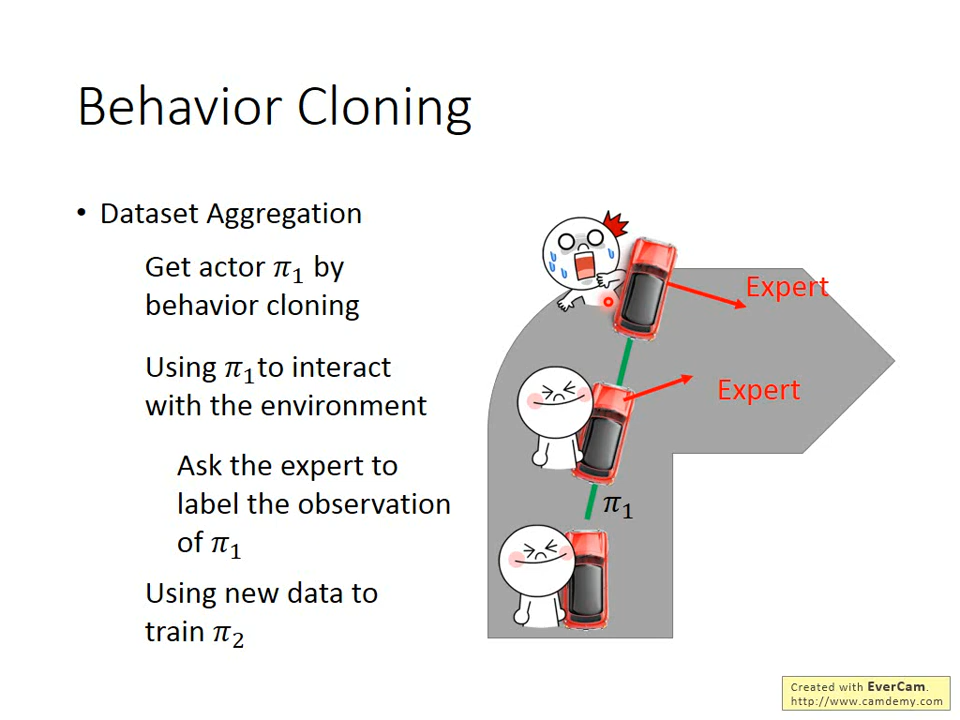 Behavior Cloning
• Dataset Aggregation
Get actor π₁ by
behavior cloning
Using π₁to interact
with the environment
Ask the expert to
label the observation
of π₁
Using new data to
train π₂
Expert
Expert
π₁
Created with EverCam.
http://www.camdemy.com